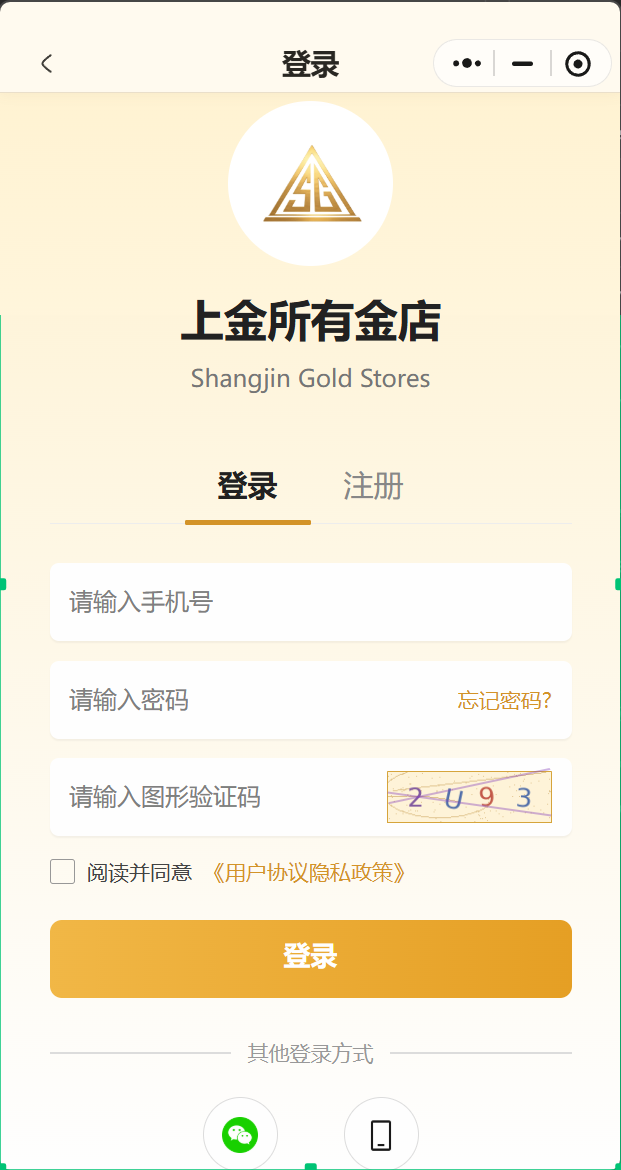 登录
SG
上金所有金店
Shangjin Gold Stores
登录 注册
请输入手机号
请输入密码 忘记密码?
请输入图形验证码 2 U 9 3
阅读并同意 《用户协议隐私政策》
登录
其他登录方式